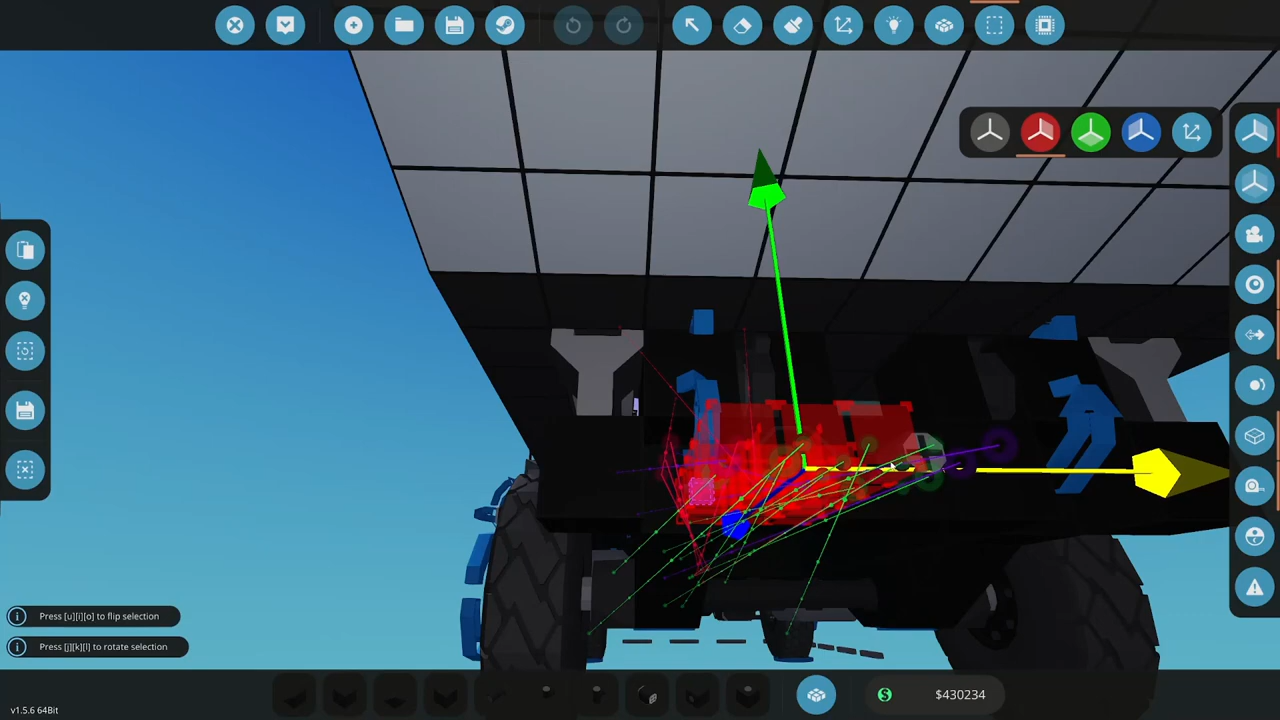 Press [u][i][o] to flip selection
Press [j][k][l] to rotate selection
$430234
v1.5.6 64Bit